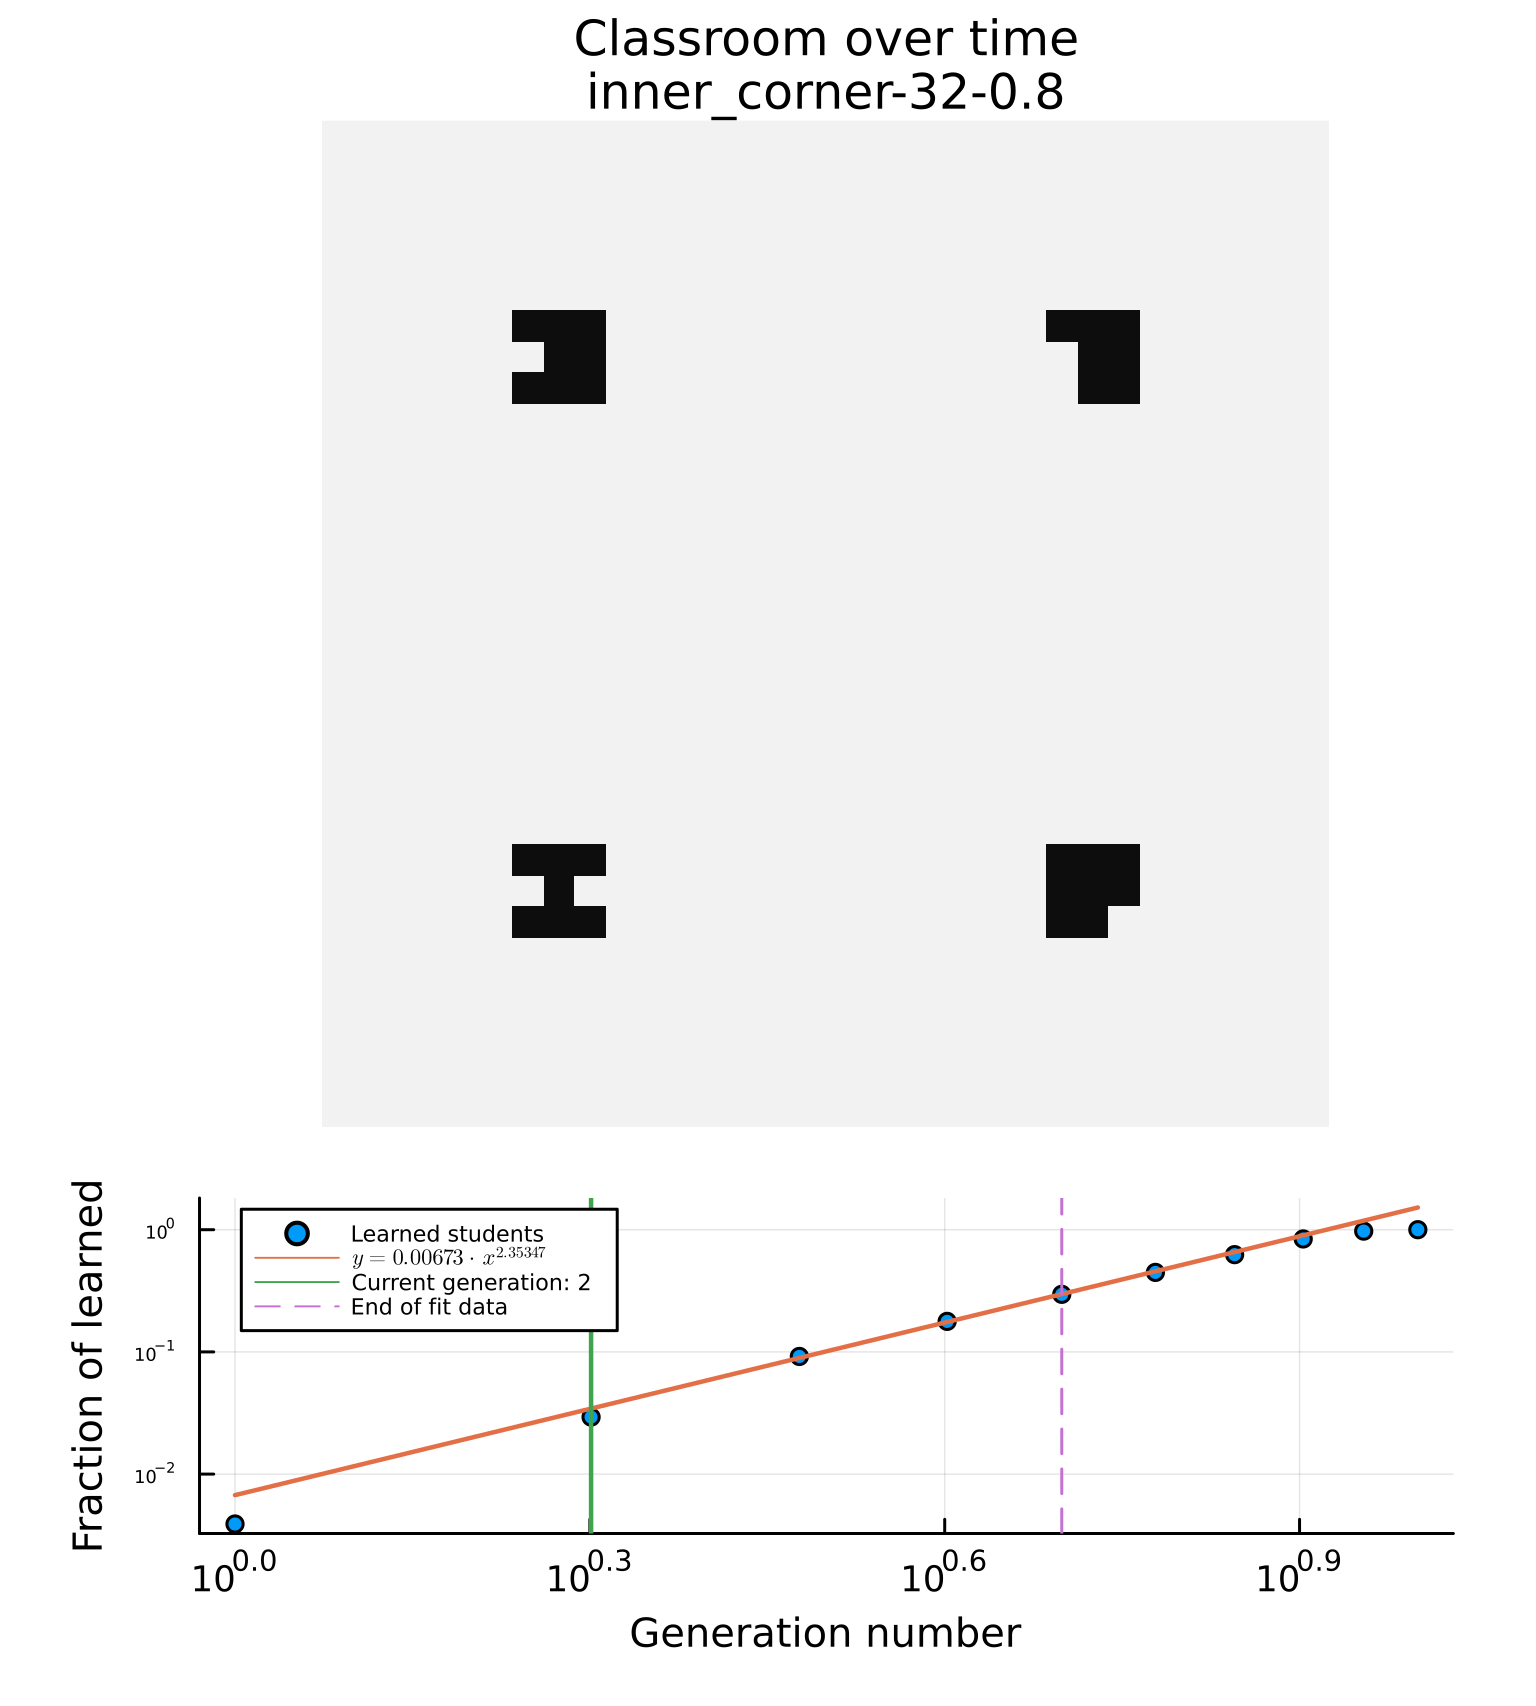 Classroom over time
inner_corner-32-0.8
Fraction of learned
10⁰
10⁻¹
10⁻²
Learned students
y = 0.00673 · x^2.35347
Current generation: 2
End of fit data
10^0.0 10^0.3 10^0.6 10^0.9
Generation number